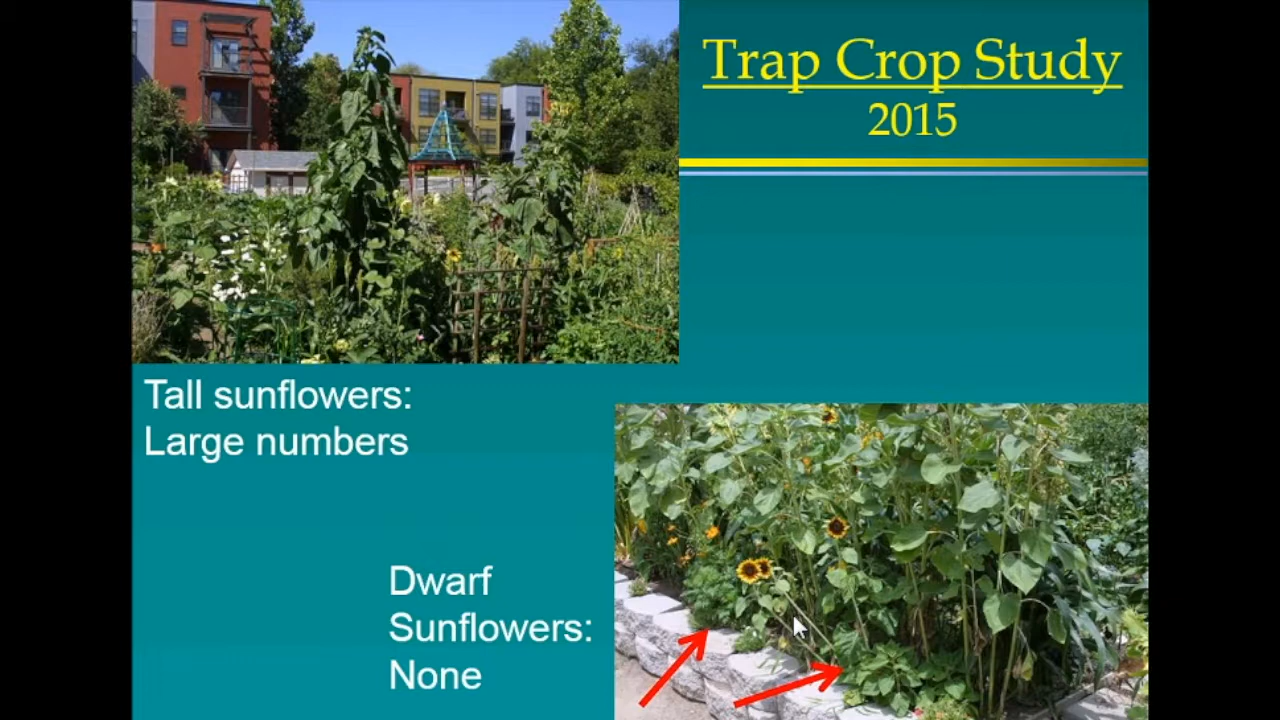 Trap Crop Study
2015
Tall sunflowers:
Large numbers
Dwarf
Sunflowers:
None